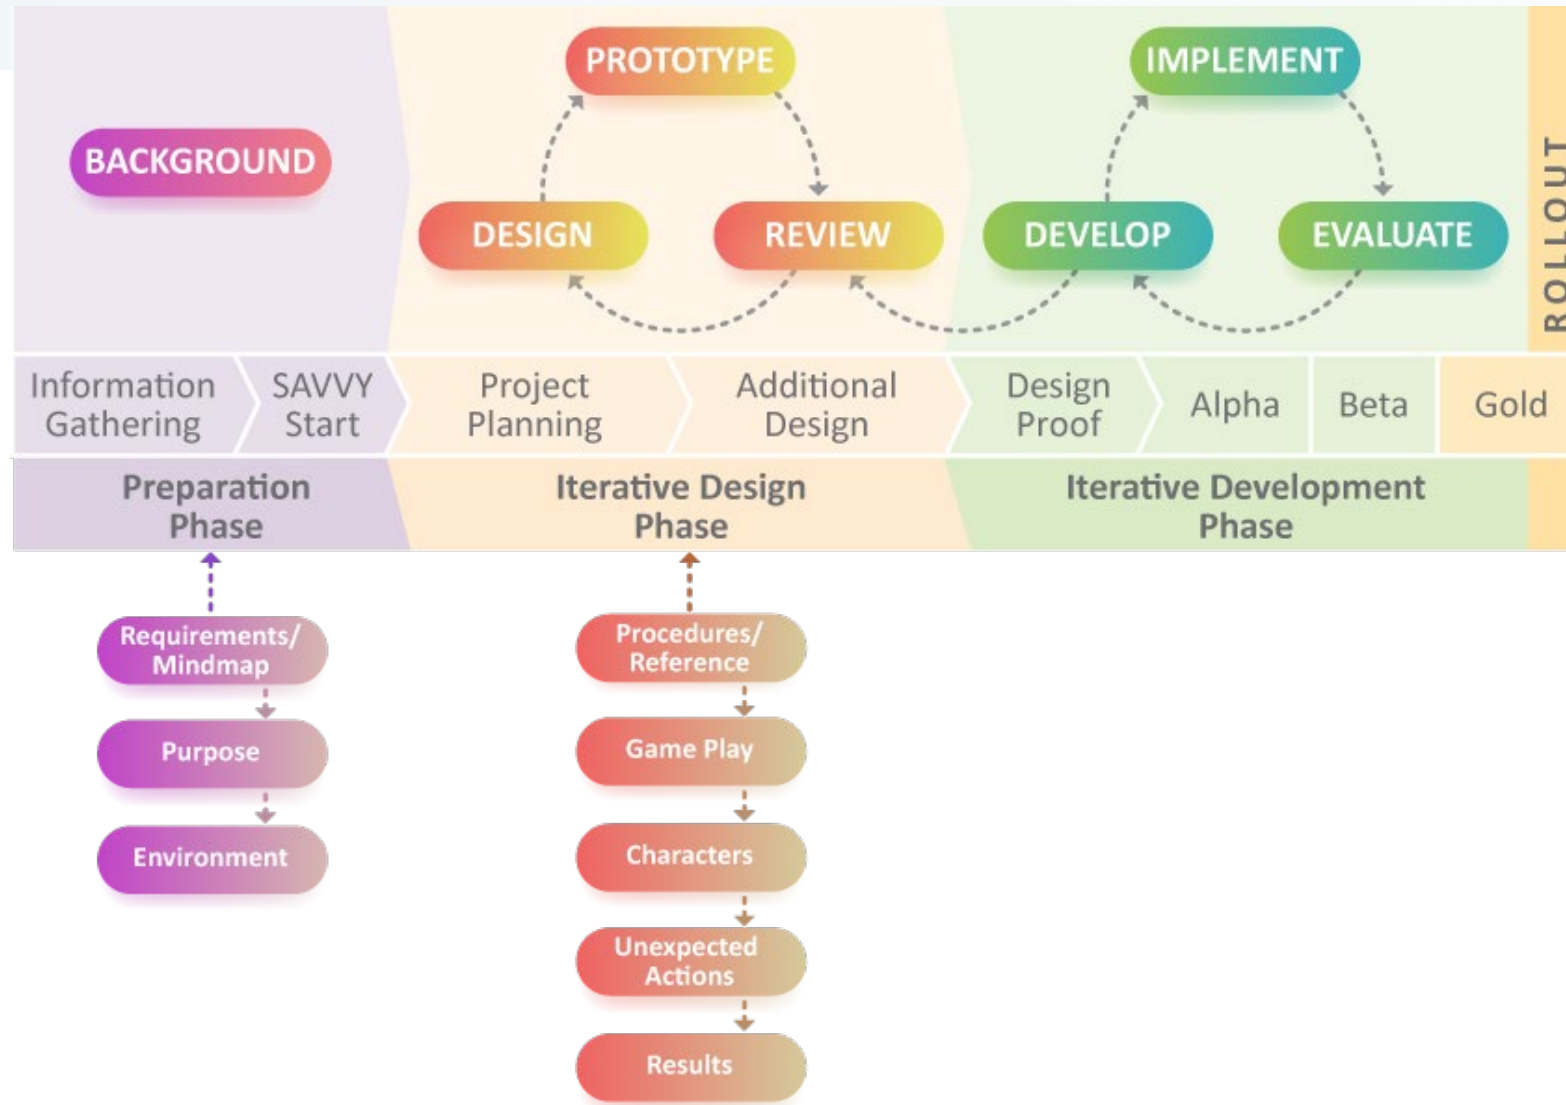 PROTOTYPE
IMPLEMENT
BACKGROUND
DESIGN
REVIEW
DEVELOP
EVALUATE
ROLLOUT
Information
Gathering
SAVVY
Start
Project
Planning
Additional
Design
Design
Proof
Alpha
Beta
Gold
Preparation
Phase
Iterative Design
Phase
Iterative Development
Phase
Requirements/
Mindmap
Purpose
Environment
Procedures/
Reference
Game Play
Characters
Unexpected
Actions
Results